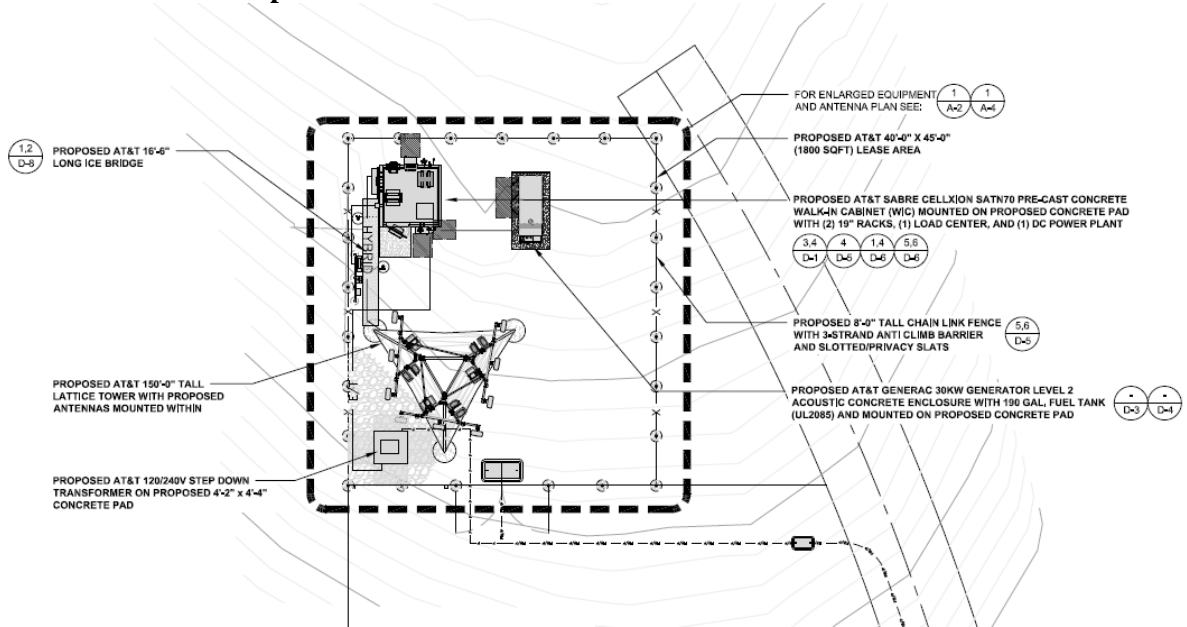 FOR ENLARGED EQUIPMENT
AND ANTENNA PLAN SEE:
1
A-2
1
A-4
1,2
D-8
PROPOSED AT&T 16'-6"
LONG ICE BRIDGE
PROPOSED AT&T 40'-0" X 45'-0"
(1800 SQFT) LEASE AREA
PROPOSED AT&T SABRE CELLXION SATN70 PRE-CAST CONCRETE
WALK-IN CABINET (WIC) MOUNTED ON PROPOSED CONCRETE PAD
WITH (2) 19" RACKS, (1) LOAD CENTER, AND (1) DC POWER PLANT
3,4
D-1
4
D-5
1,4
D-6
5,6
D-6
HYBRID
PROPOSED 8'-0" TALL CHAIN LINK FENCE
WITH 3-STRAND ANTI CLIMB BARRIER
AND SLOTTED/PRIVACY SLATS
5,6
D-5
PROPOSED AT&T 150'-0" TALL
LATTICE TOWER WITH PROPOSED
ANTENNAS MOUNTED WITHIN
PROPOSED AT&T GENERAC 30KW GENERATOR LEVEL 2
ACOUSTIC CONCRETE ENCLOSURE WITH 190 GAL, FUEL TANK
(UL2085) AND MOUNTED ON PROPOSED CONCRETE PAD
-
D-3
-
D-4
PROPOSED AT&T 120/240V STEP DOWN
TRANSFORMER ON PROPOSED 4'-2" x 4'-4"
CONCRETE PAD